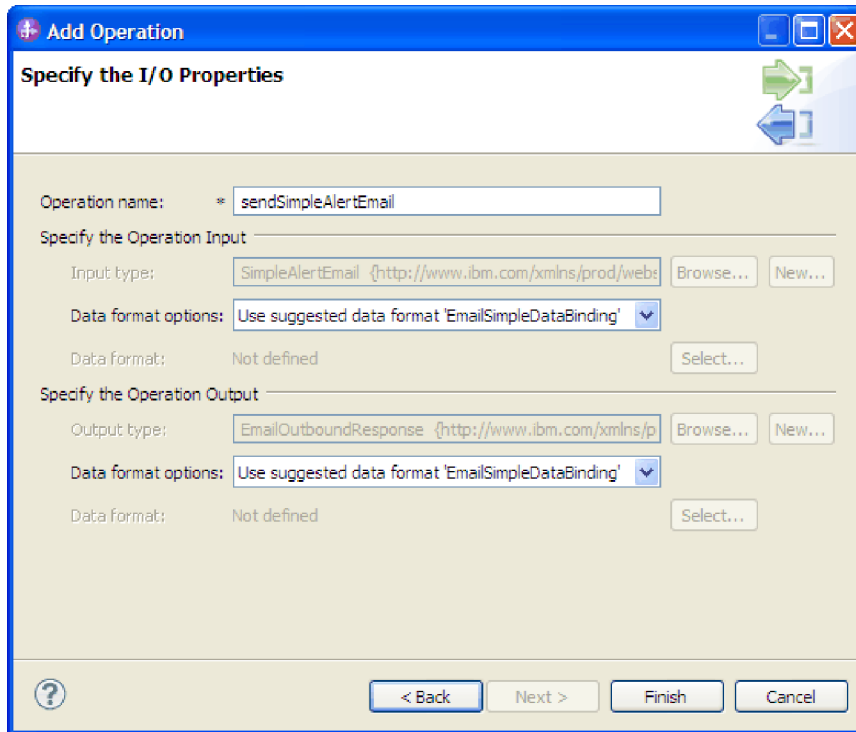 Add Operation
Specify the I/O Properties
Operation name: * sendSimpleAlertEmail
Specify the Operation Input
Input type: SimpleAlertEmail {http://www.ibm.com/xmlns/prod/webs Browse... New...
Data format options: Use suggested data format 'EmailSimpleDataBinding'
Data format: Not defined Select...
Specify the Operation Output
Output type: EmailOutboundResponse {http://www.ibm.com/xmlns/p Browse... New...
Data format options: Use suggested data format 'EmailSimpleDataBinding'
Data format: Not defined Select...
? < Back Next > Finish Cancel